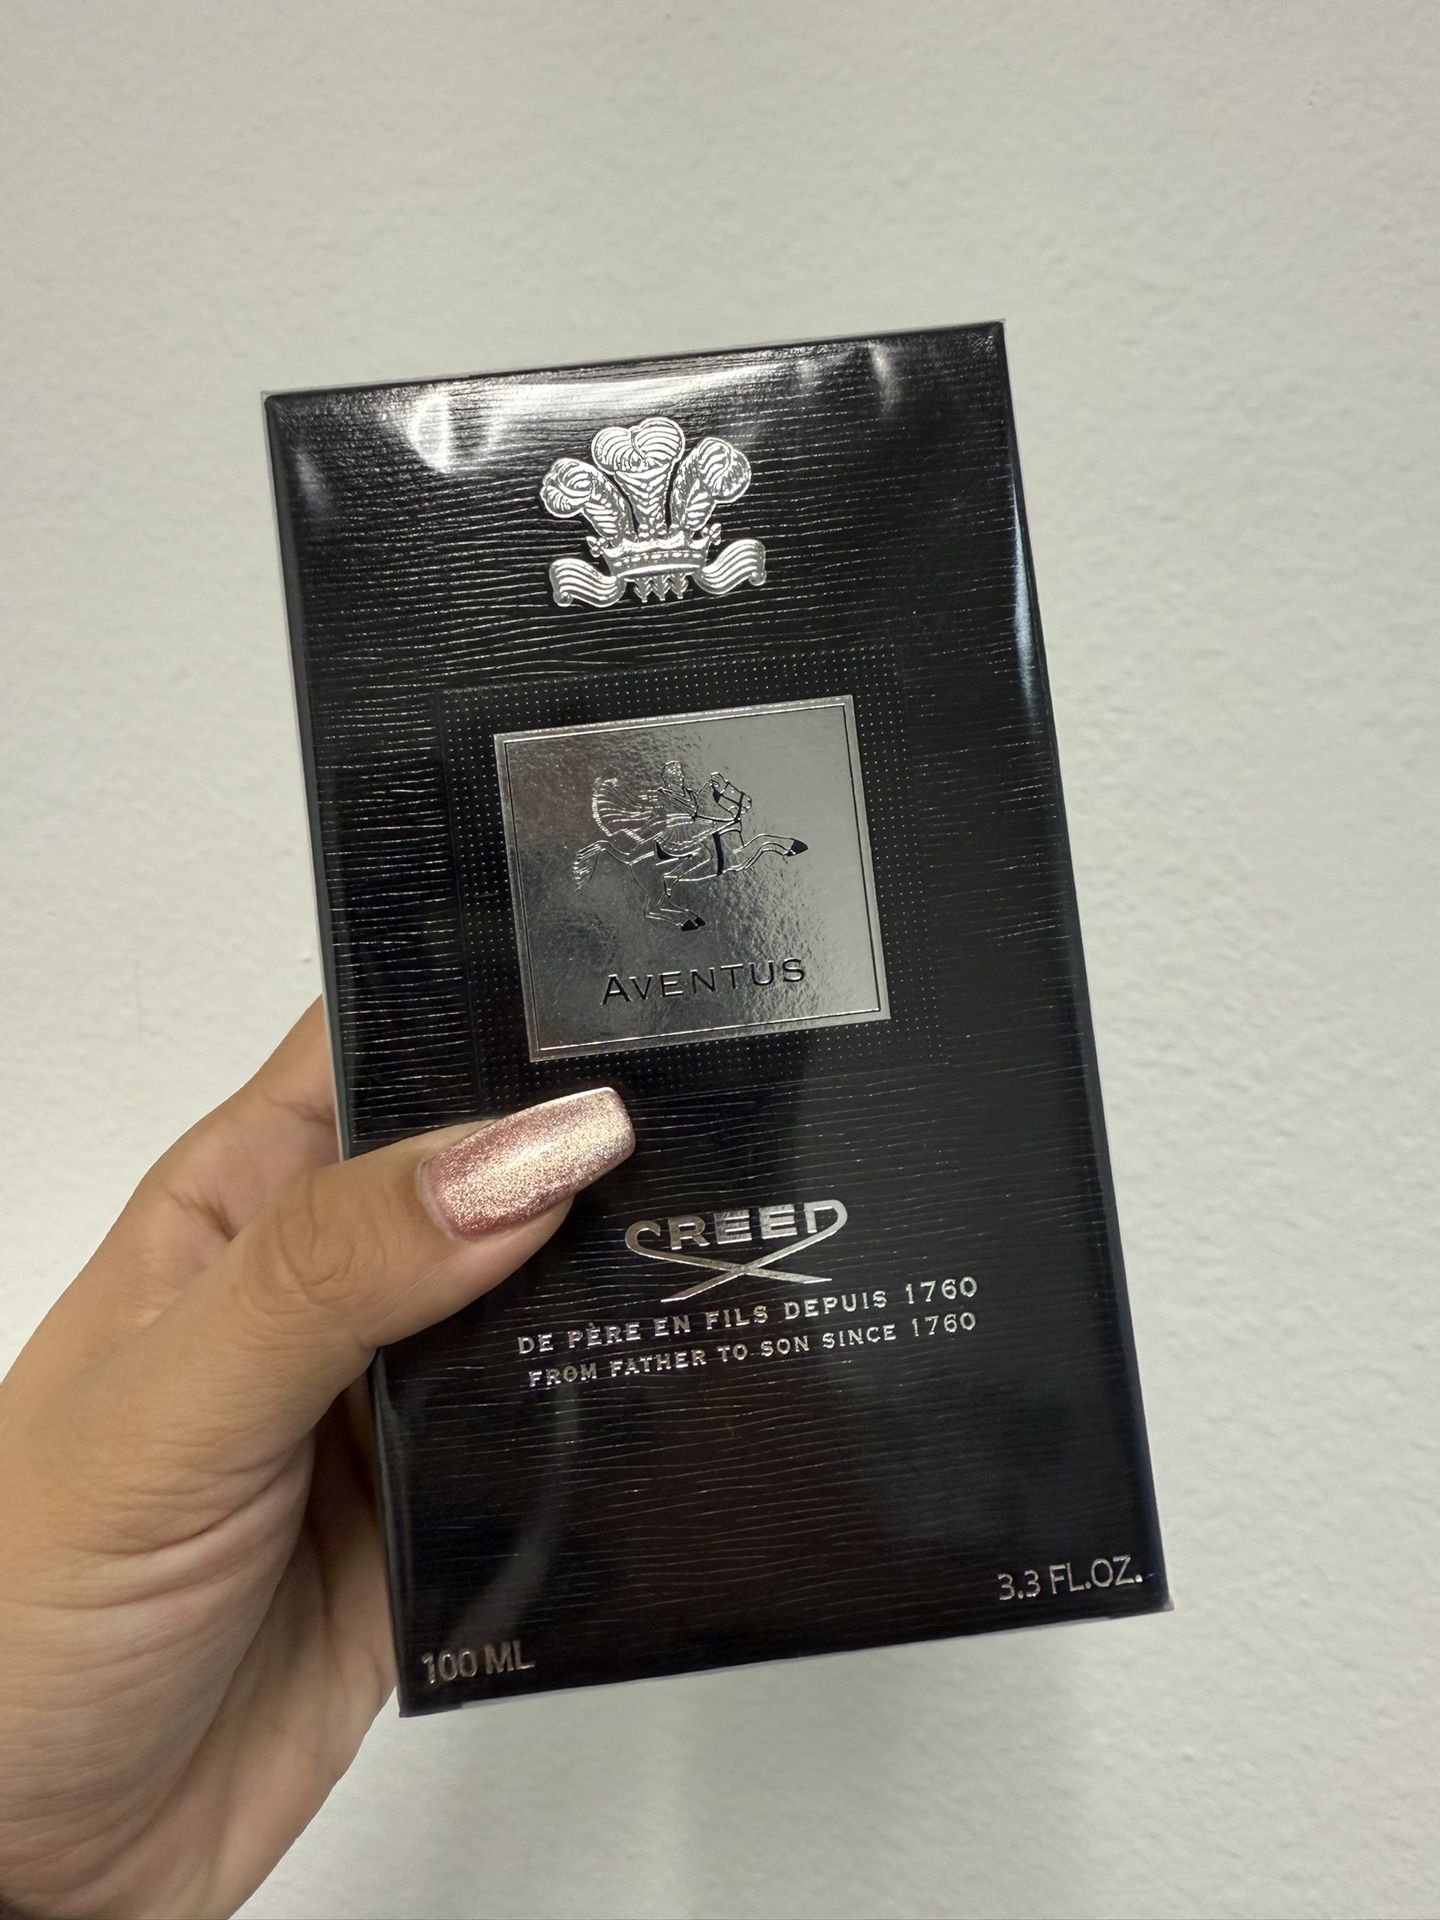 AVENTUS
CREED
DE PÈRE EN FILS DEPUIS 1760
FROM FATHER TO SON SINCE 1760
100 ML
3.3 FL.OZ.